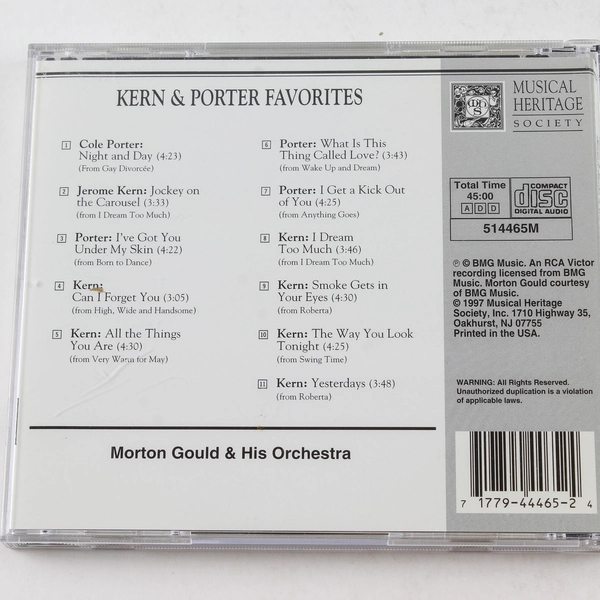 KERN & PORTER FAVORITES
1 Cole Porter:
Night and Day (4:23)
(From Gay Divorcée)
2 Jerome Kern: Jockey on
the Carousel (3:33)
(from I Dream Too Much)
3 Porter: I've Got You
Under My Skin (4:22)
(from Born to Dance)
4 Kern:
Can I Forget You (3:05)
(from High, Wide and Handsome)
5 Kern: All the Things
You Are (4:30)
(from Very Warm for May)
6 Porter: What Is This
Thing Called Love? (3:43)
(from Wake Up and Dream)
7 Porter: I Get a Kick Out
of You (4:25)
(from Anything Goes)
8 Kern: I Dream
Too Much (3:46)
(from I Dream Too Much)
9 Kern: Smoke Gets in
Your Eyes (4:30)
(from Roberta)
10 Kern: The Way You Look
Tonight (4:25)
(from Swing Time)
11 Kern: Yesterdays (3:48)
(from Roberta)
Morton Gould & His Orchestra
MHS
MUSICAL
HERITAGE
SOCIETY
Total Time
45:00
A D D
COMPACT
disc
DIGITAL AUDIO
514465M
℗ © BMG Music. An RCA Victor
recording licensed from BMG
Music. Morton Gould courtesy
of BMG Music.
© 1997 Musical Heritage
Society, Inc. 1710 Highway 35,
Oakhurst, NJ 07755
Printed in the USA.
WARNING: All Rights Reserved.
Unauthorized duplication is a violation
of applicable laws.
7 1779-44465-2 4